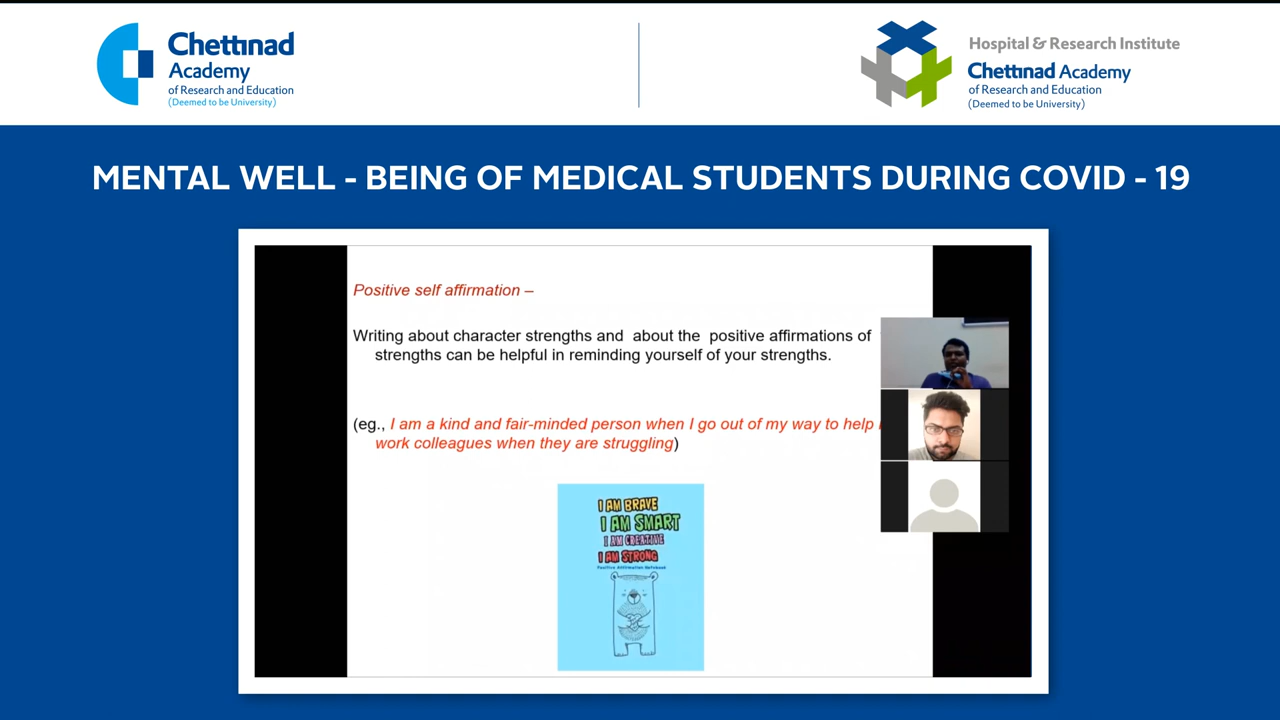 Chettinad
Academy
of Research and Education
(Deemed to be University)
Hospital & Research Institute
Chettinad Academy
of Research and Education
(Deemed to be University)
MENTAL WELL - BEING OF MEDICAL STUDENTS DURING COVID - 19
Positive self affirmation –
Writing about character strengths and about the positive affirmations of
strengths can be helpful in reminding yourself of your strengths.
(eg., I am a kind and fair-minded person when I go out of my way to help
work colleagues when they are struggling)
I AM BRAVE
I AM SMART
I AM CREATIVE
I AM STRONG
Positive Affirmation Notebook